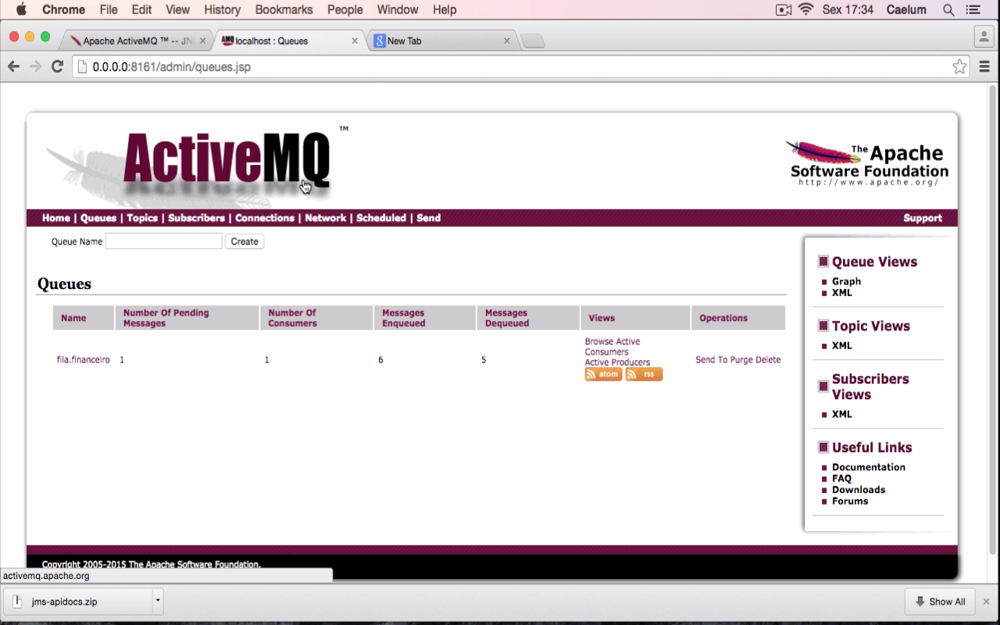 Chrome File Edit View History Bookmarks People Window Help Sex 17:34 Caelum
Apache ActiveMQ ™ -- JN
localhost : Queues
New Tab
0.0.0.0:8161/admin/queues.jsp
ActiveMQ ™
The Apache
Software Foundation
http://www.apache.org/
Home | Queues | Topics | Subscribers | Connections | Network | Scheduled | Send
Support
Queue Name
Create
Queues
Name
Number Of Pending
Messages
Number Of
Consumers
Messages
Enqueued
Messages
Dequeued
Views
Operations
fila.financeiro 1 1 6 5
Browse Active
Consumers
Active Producers
atom rss
Send To Purge Delete
Queue Views
Graph
XML
Topic Views
XML
Subscribers
Views
XML
Useful Links
Documentation
FAQ
Downloads
Forums
Copyright 2005-2015 The Apache Software Foundation.
activemq.apache.org
jms-apidocs.zip
Show All